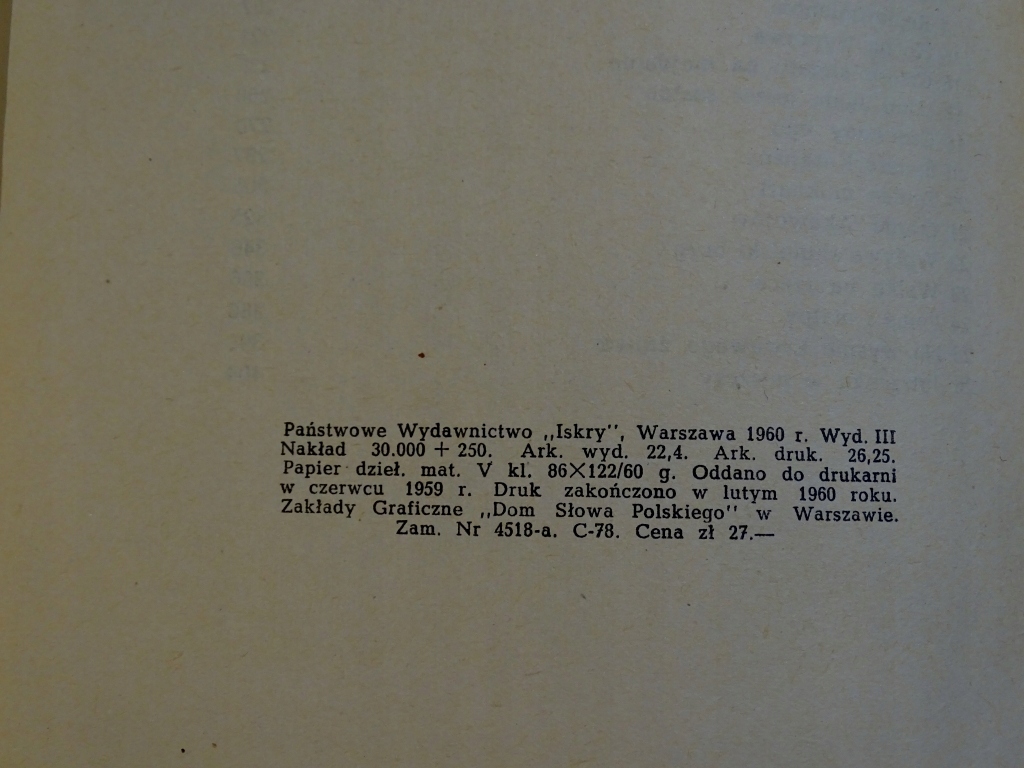 Państwowe Wydawnictwo „Iskry", Warszawa 1960 r. Wyd. III
Nakład 30.000 + 250. Ark. wyd. 22,4. Ark. druk. 26,25.
Papier dzieł. mat. V kl. 86×122/60 g. Oddano do drukarni
w czerwcu 1959 r. Druk zakończono w lutym 1960 roku.
Zakłady Graficzne „Dom Słowa Polskiego" w Warszawie.
Zam. Nr 4518-a. C-78. Cena zł 27.—